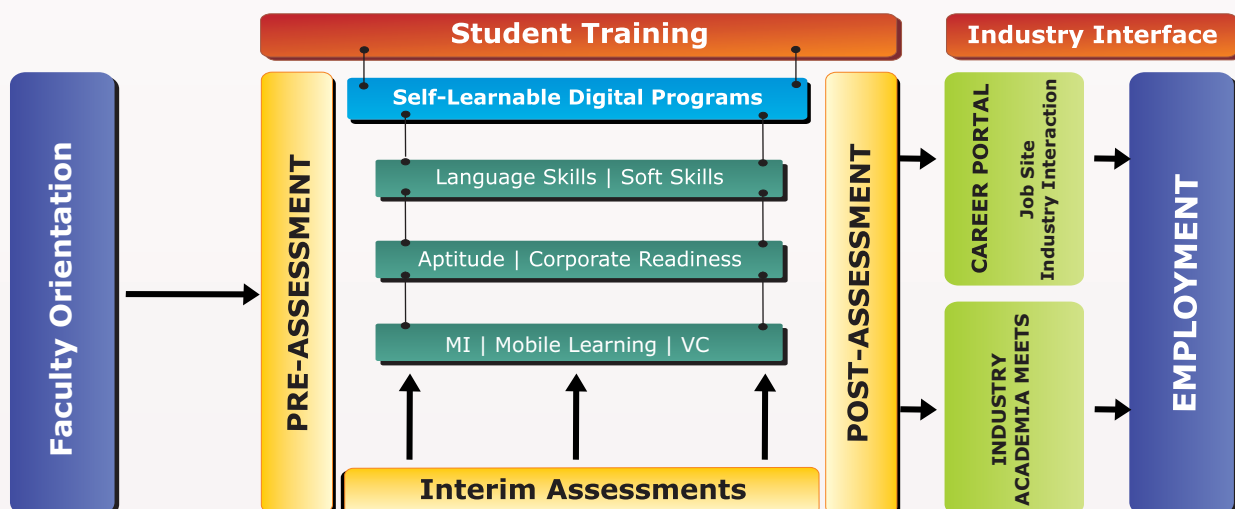 Student Training
Industry Interface
Faculty Orientation
PRE-ASSESSMENT
Self-Learnable Digital Programs
Language Skills | Soft Skills
Aptitude | Corporate Readiness
MI | Mobile Learning | VC
Interim Assessments
POST-ASSESSMENT
CAREER PORTAL
Job Site
Industry Interaction
INDUSTRY
ACADEMIA MEETS
EMPLOYMENT